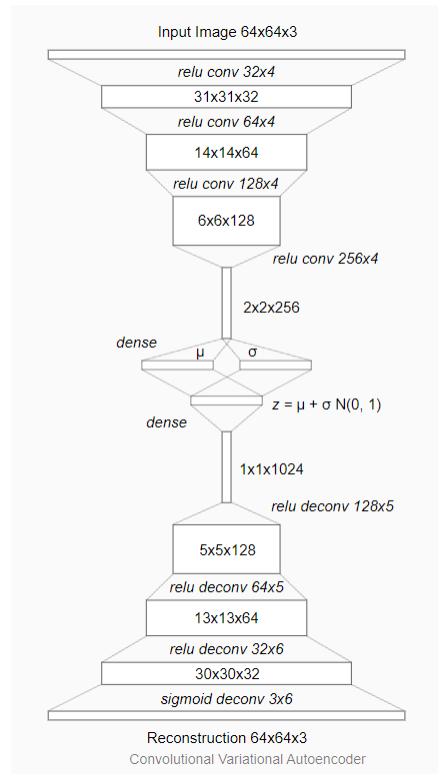 Input Image 64x64x3
relu conv 32x4
31x31x32
relu conv 64x4
14x14x64
relu conv 128x4
6x6x128
relu conv 256x4
2x2x256
dense
μ σ
z = μ + σ N(0, 1)
dense
1x1x1024
relu deconv 128x5
5x5x128
relu deconv 64x5
13x13x64
relu deconv 32x6
30x30x32
sigmoid deconv 3x6
Reconstruction 64x64x3
Convolutional Variational Autoencoder